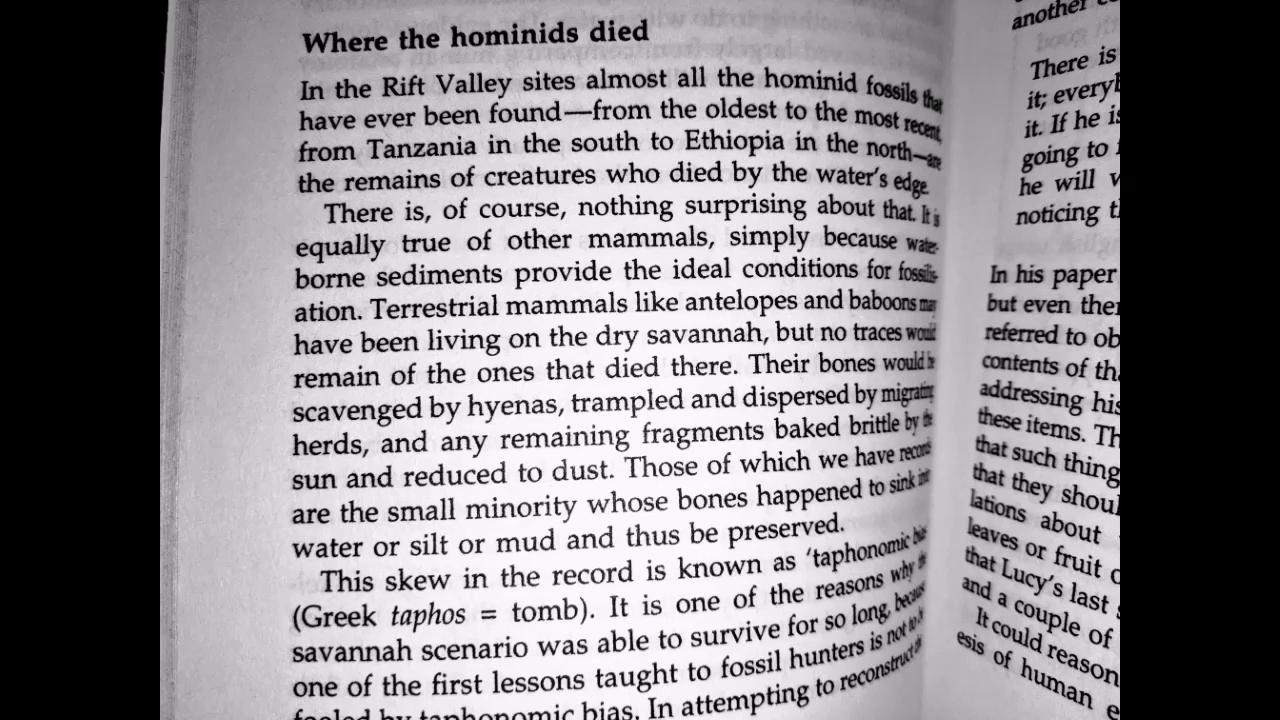 Where the hominids died
In the Rift Valley sites almost all the hominid fossils that
have ever been found—from the oldest to the most recent,
from Tanzania in the south to Ethiopia in the north—are
the remains of creatures who died by the water's edge.
There is, of course, nothing surprising about that. It is
equally true of other mammals, simply because water-
borne sediments provide the ideal conditions for fossilis-
ation. Terrestrial mammals like antelopes and baboons may
have been living on the dry savannah, but no traces would
remain of the ones that died there. Their bones would be
scavenged by hyenas, trampled and dispersed by migrating
herds, and any remaining fragments baked brittle by the
sun and reduced to dust. Those of which we have records
are the small minority whose bones happened to sink into
water or silt or mud and thus be preserved.
This skew in the record is known as 'taphonomic
(Greek taphos = tomb). It is one of the reasons why the
savannah scenario was able to survive for so long, because
one of the first lessons taught to fossil hunters is not to be
fooled by taphonomic bias. In attempting to reconstruct
another
There is
it; everyb
it. If he is
going to
he will
noticing
In his paper
but even then
referred to ob
contents of tha
addressing his
these items. Th
that such thing
that they shoul
lations about
leaves or fruit
that Lucy's last
and a couple of
It could reason
esis of human